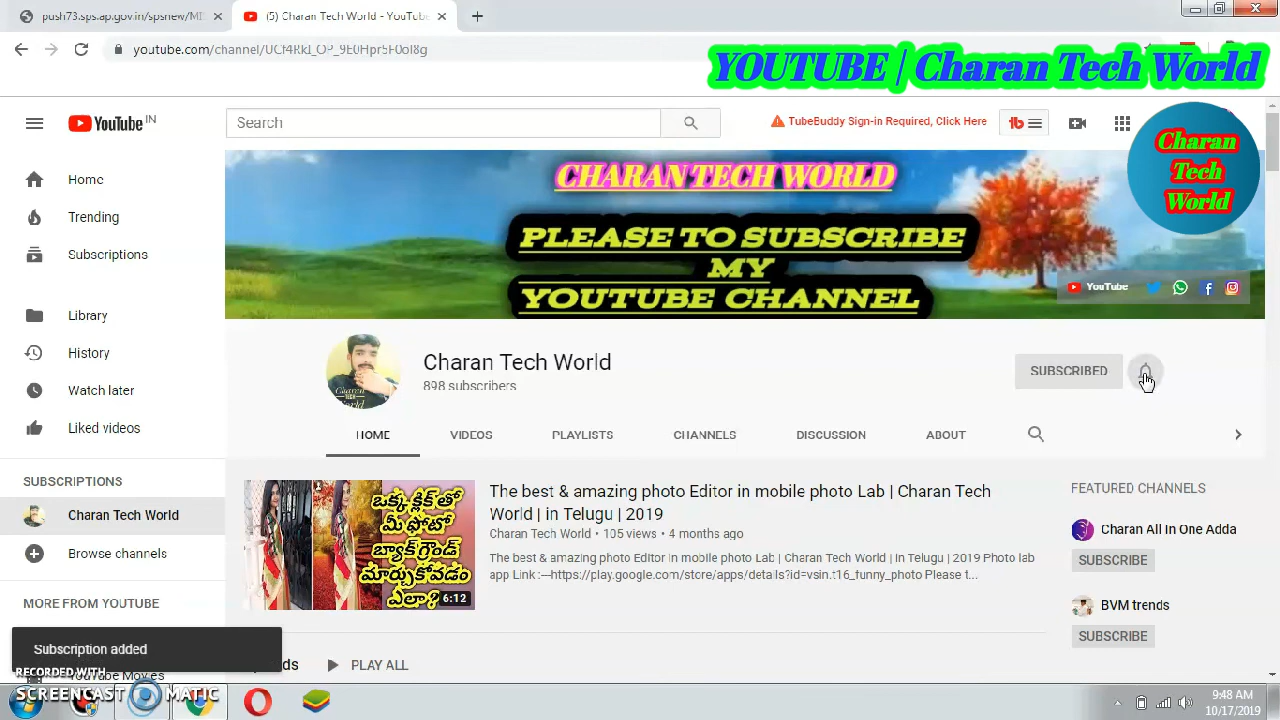 push73.sps.ap.gov.in/spsnew/MI
(5) Charan Tech World - YouTube
youtube.com/channel/
YOUTUBE | Charan Tech World
YouTube IN
Search
TubeBuddy Sign-in Required, Click Here
tb
Charan
Tech
World
Home
Trending
Subscriptions
Library
History
Watch later
Liked videos
SUBSCRIPTIONS
Charan Tech World
Browse channels
MORE FROM YOUTUBE
YouTube Movies
CHARAN TECH WORLD
PLEASE TO SUBSCRIBE
MY
YOUTUBE CHANNEL
YouTube
Charan Tech World
898 subscribers
SUBSCRIBED
HOME VIDEOS PLAYLISTS CHANNELS DISCUSSION ABOUT
ఒక్క క్లిక్ తో
మీ ఫోటో
బ్యాక్ గ్రౌండ్
మార్చుకోవడం
ఎలా
6:12
The best & amazing photo Editor in mobile photo Lab | Charan Tech
World | in Telugu | 2019
Charan Tech World • 105 views • 4 months ago
The best & amazing photo Editor in mobile photo Lab | Charan Tech World | in Telugu | 2019 Photo lab
app Link :---https://play.google.com/store/apps/details?id=vsin.t16_funny_photo Please t...
FEATURED CHANNELS
Charan All In One Adda
SUBSCRIBE
BVM trends
SUBSCRIBE
PLAY ALL
Subscription added
RECORDED WITH
SCREENCAST MATIC
9:48 AM
10/17/2019